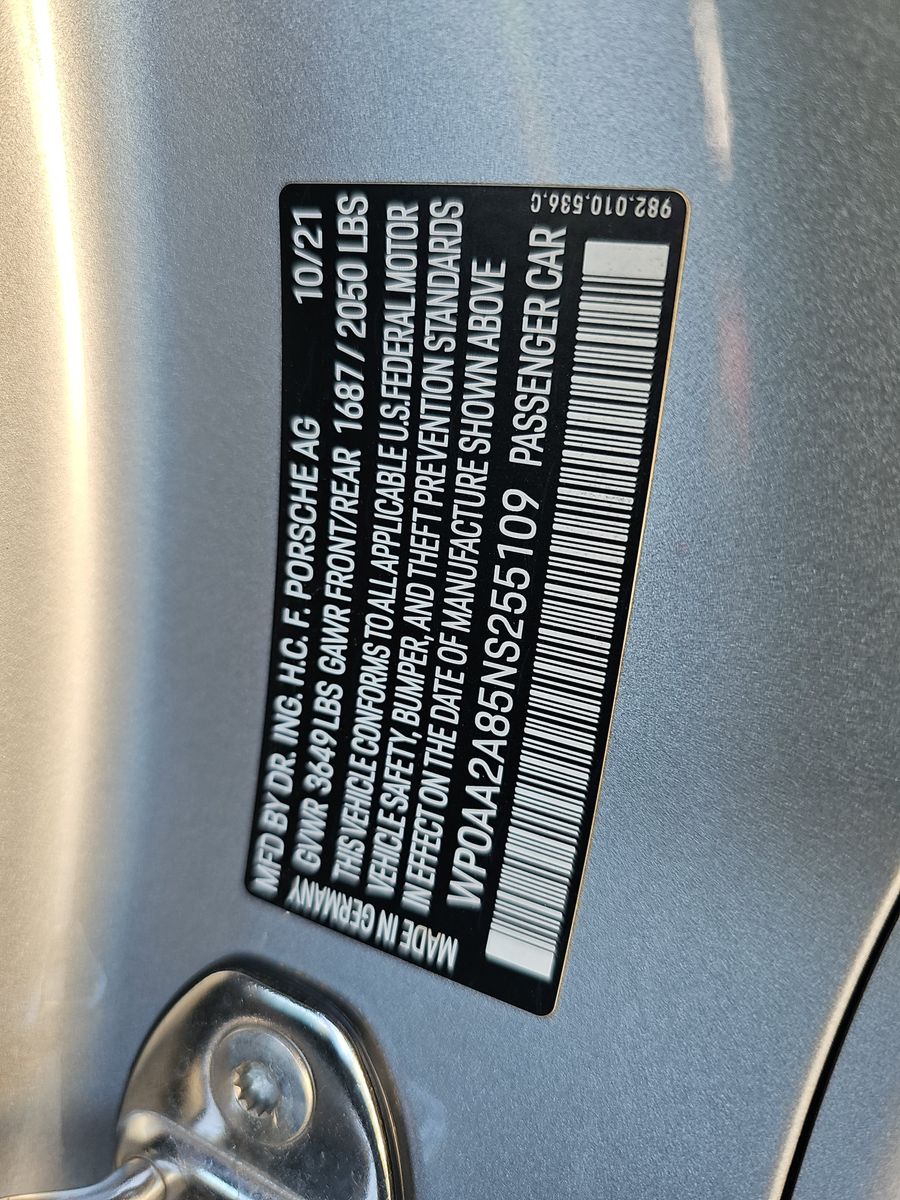 MFD BY DR. ING. H.C. F. PORSCHE AG 10/21
GVWR 3649 LBS GAWR FRONT/REAR 1687 / 2050 LBS
THIS VEHICLE CONFORMS TO ALL APPLICABLE U.S. FEDERAL MOTOR
VEHICLE SAFETY, BUMPER, AND THEFT PREVENTION STANDARDS
IN EFFECT ON THE DATE OF MANUFACTURE SHOWN ABOVE
WP0AA2A85NS255109 PASSENGER CAR
MADE IN GERMANY
982.010.536.C